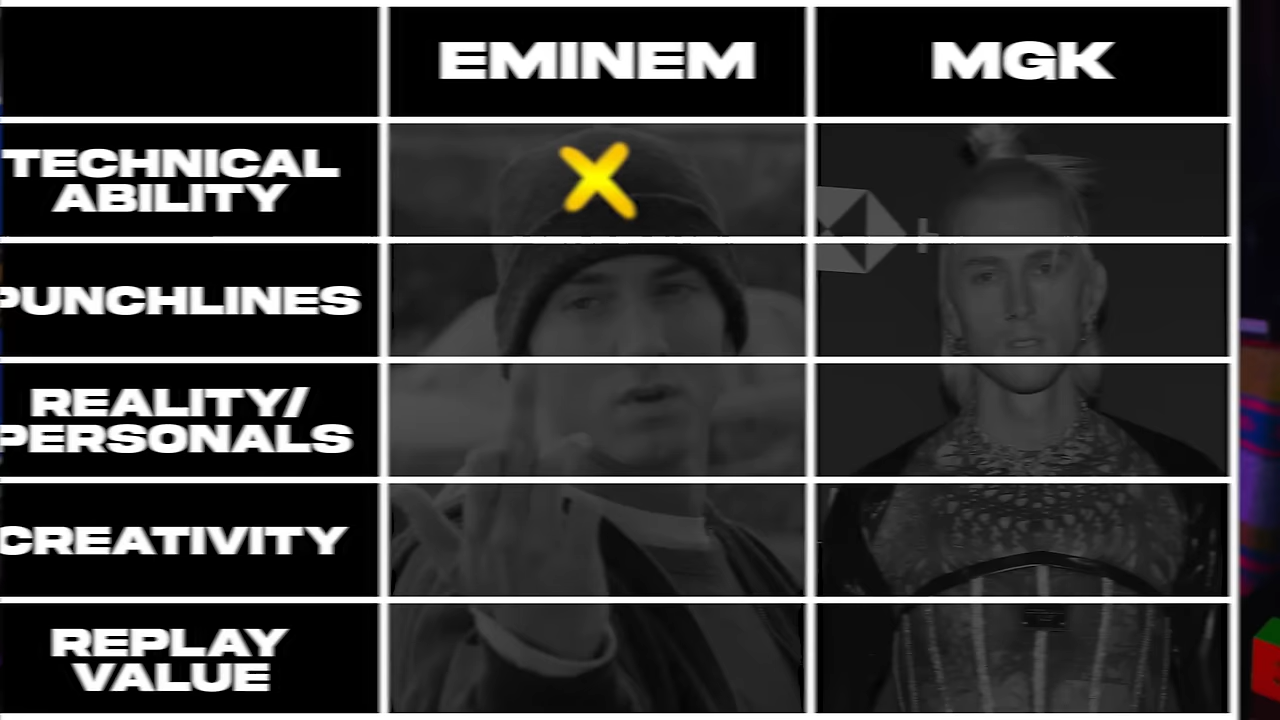 EMINEM
MGK
TECHNICAL
ABILITY
PUNCHLINES
REALITY/
PERSONALS
CREATIVITY
REPLAY
VALUE